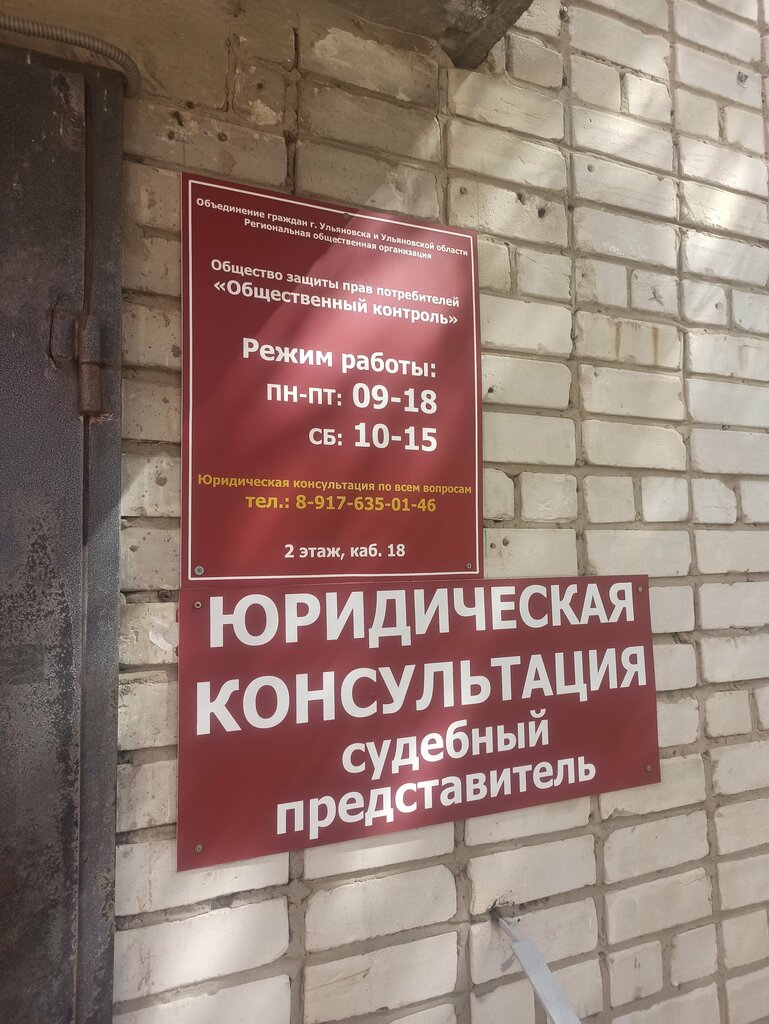 Объединение граждан г. Ульяновска и Ульяновской области
Региональная общественная организация
Общество защиты прав потребителей
«Общественный контроль»
Режим работы:
ПН-ПТ: 09-18
СБ: 10-15
Юридическая консультация по всем вопросам
тел.: 8-917-635-01-46
2 этаж, каб. 18
ЮРИДИЧЕСКАЯ
КОНСУЛЬТАЦИЯ
судебный
представитель